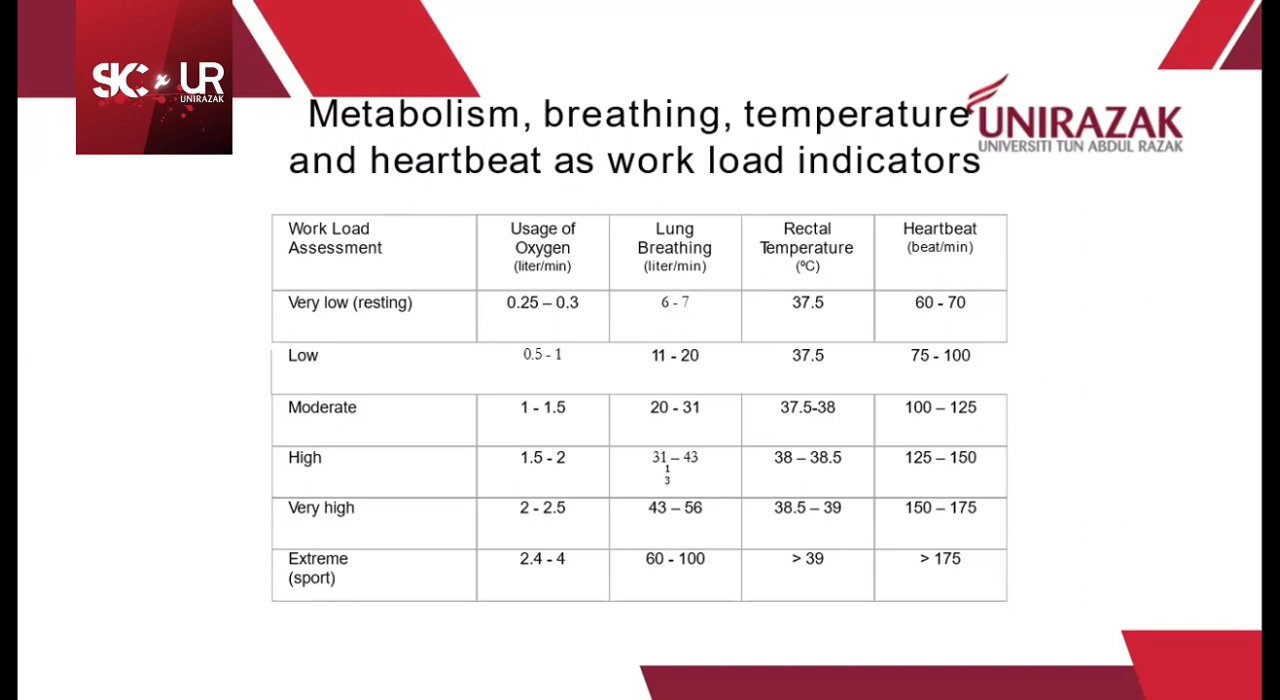 SIC x UR
UNIRAZAK
Metabolism, breathing, temperature
and heartbeat as work load indicators
UNIRAZAK
UNIVERSITI TUN ABDUL RAZAK
Work Load Assessment Usage of Oxygen (liter/min) Lung Breathing (liter/min) Rectal Temperature (ºC) Heartbeat (beat/min)
Very low (resting) 0.25 – 0.3 6 - 7 37.5 60 - 70
Low 0.5 - 1 11 - 20 37.5 75 - 100
Moderate 1 - 1.5 20 - 31 37.5-38 100 – 125
High 1.5 - 2 31 – 43 38 – 38.5 125 – 150
1
3
Very high 2 - 2.5 43 – 56 38.5 – 39 150 – 175
Extreme 2.4 - 4 60 - 100 > 39 > 175
(sport)